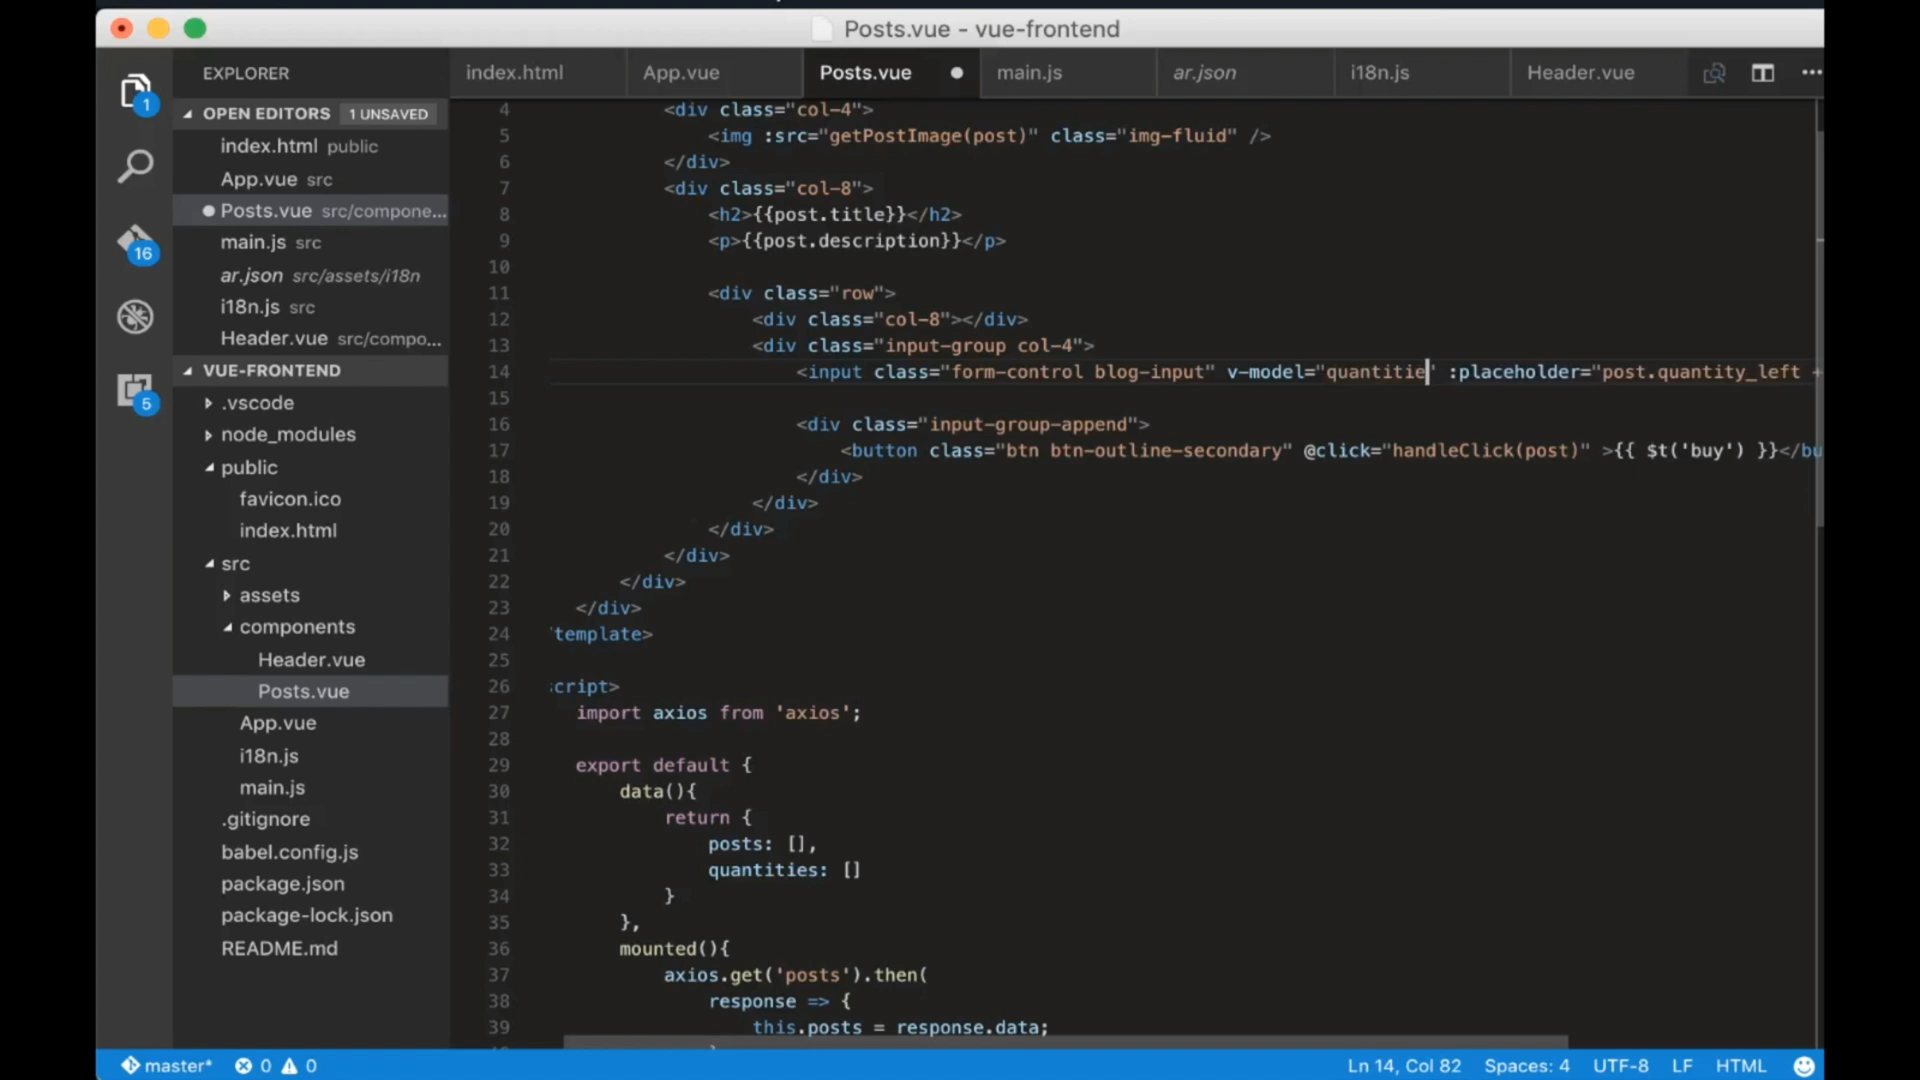 Posts.vue - vue-frontend
EXPLORER
index.html App.vue Posts.vue main.js ar.json i18n.js Header.vue
OPEN EDITORS 1 UNSAVED
index.html public
App.vue src
Posts.vue src/compone...
main.js src
ar.json src/assets/i18n
i18n.js src
Header.vue src/compo...
VUE-FRONTEND
.vscode
node_modules
public
favicon.ico
index.html
src
assets
components
Header.vue
Posts.vue
App.vue
i18n.js
main.js
.gitignore
babel.config.js
package.json
package-lock.json
README.md
1
16
5
4 <div class="col-4">
5 <img :src="getPostImage(post)" class="img-fluid" />
6 </div>
7 <div class="col-8">
8 <h2>{{post.title}}</h2>
9 <p>{{post.description}}</p>
10
11 <div class="row">
12 <div class="col-8"></div>
13 <div class="input-group col-4">
14 <input class="form-control blog-input" v-model="quantitie" :placeholder="post.quantity_left +
15
16 <div class="input-group-append">
17 <button class="btn btn-outline-secondary" @click="handleClick(post)" >{{ $t('buy') }}</bu
18 </div>
19 </div>
20 </div>
21 </div>
22 </div>
23 </div>
24 template>
25
26 cript>
27 import axios from 'axios';
28
29 export default {
30 data(){
31 return {
32 posts: [],
33 quantities: []
34 }
35 },
36 mounted(){
37 axios.get('posts').then(
38 response => {
39 this.posts = response.data;
master* 0 0 Ln 14, Col 82 Spaces: 4 UTF-8 LF HTML